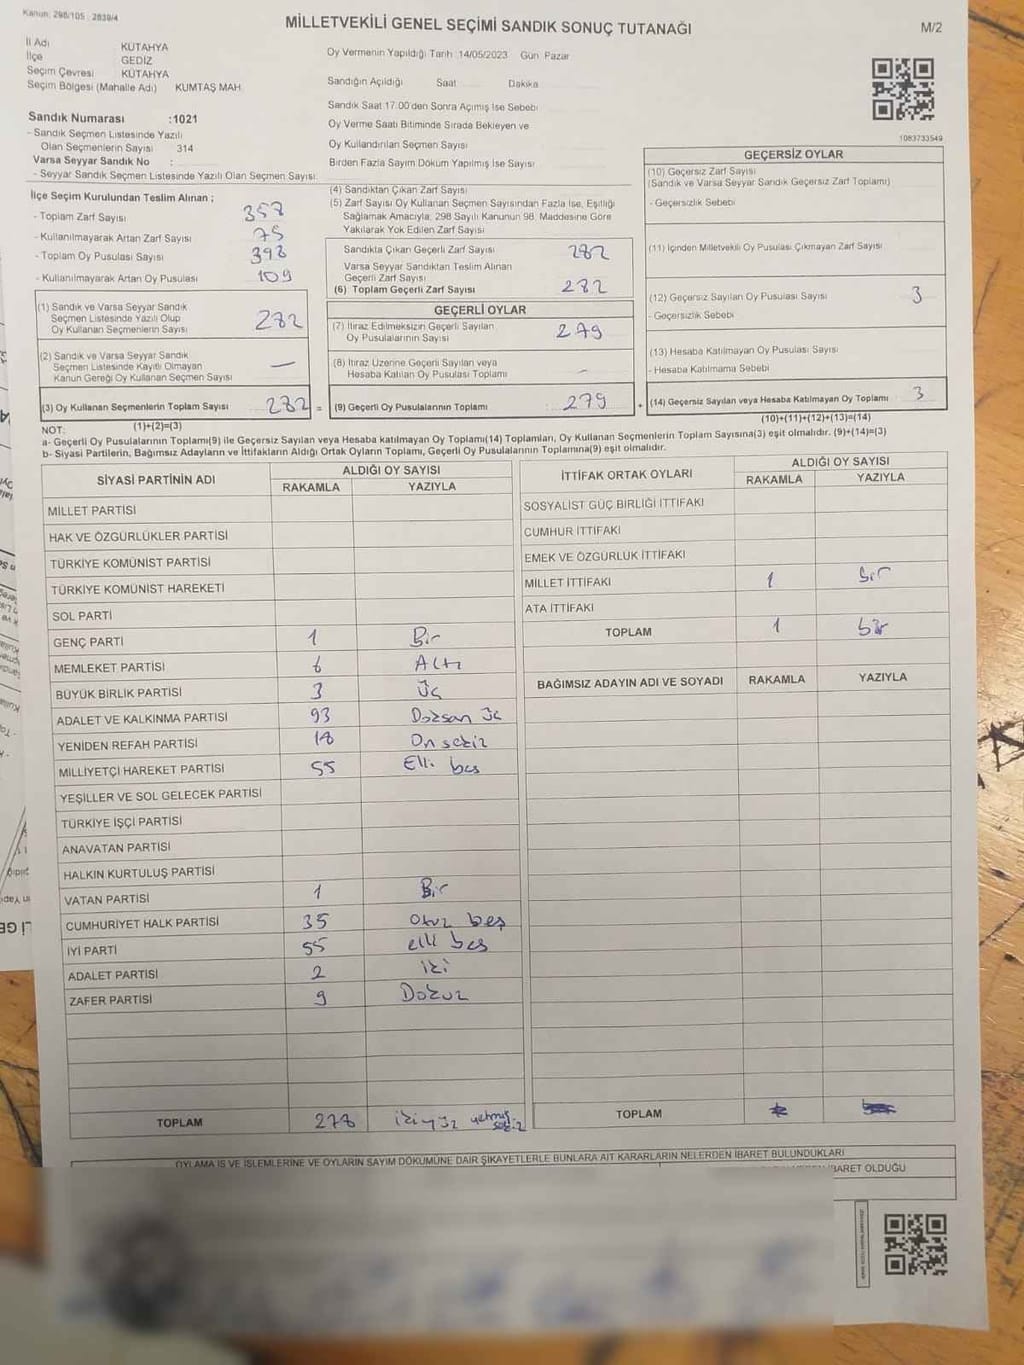 Kanun: 298/105 - 2839/4
MİLLETVEKİLİ GENEL SEÇİMİ SANDIK SONUÇ TUTANAĞI
M/2
İl Adı KÜTAHYA
İlçe GEDİZ
Seçim Çevresi KÜTAHYA
Seçim Bölgesi (Mahalle Adı) KUMTAŞ MAH.
Oy Vermenin Yapıldığı Tarih :14/05/2023 Gün Pazar
Sandığın Açıldığı Saat Dakika
Sandık Saat 17.00'den Sonra Açımış İse Sebebi
Oy Verme Saati Bitiminde Sırada Bekleyen ve
Oy Kullandırılan Seçmen Sayısı
Birden Fazla Sayım Döküm Yapılmış İse Sayısı
1083733549
Sandık Numarası :1021
- Sandık Seçmen Listesinde Yazılı
Olan Seçmenlerin Sayısı 314
Varsa Seyyar Sandık No :
- Seyyar Sandık Seçmen Listesinde Yazılı Olan Seçmen Sayısı:
İlçe Seçim Kurulundan Teslim Alınan ;
- Toplam Zarf Sayısı 357
- Kullanılmayarak Artan Zarf Sayısı 75
- Toplam Oy Pusulası Sayısı 398
- Kullanılmayarak Artan Oy Pusulası 109
(1) Sandık ve Varsa Seyyar Sandık
Seçmen Listesinde Yazılı Olup
Oy Kullanan Seçmenlerin Sayısı 282
(2) Sandık ve Varsa Seyyar Sandık
Seçmen Listesinde Kayıtlı Olmayan
Kanun Gereği Oy Kullanan Seçmen Sayısı —
(3) Oy Kullanan Seçmenlerin Toplam Sayısı 282 =
(1)+(2)=(3)
(4) Sandıktan Çıkan Zarf Sayısı
(5) Zarf Sayısı Oy Kullanan Seçmen Sayısından Fazla İse, Eşitliği
Sağlamak Amacıyla; 298 Sayılı Kanunun 98. Maddesine Göre
Yakılarak Yok Edilen Zarf Sayısı
Sandıkta Çıkan Geçerli Zarf Sayısı 282
Varsa Seyyar Sandıktan Teslim Alınan
Geçerli Zarf Sayısı
(6) Toplam Geçerli Zarf Sayısı 282
GEÇERLİ OYLAR
(7) İtiraz Edilmeksizin Geçerli Sayılan
Oy Pusulalarının Sayısı 279
(8) İtiraz Üzerine Geçerli Sayılan veya
Hesaba Katılan Oy Pusulası Toplamı -
(9) Geçerli Oy Pusulalarının Toplamı : 279 +
GEÇERSİZ OYLAR
(10) Geçersiz Zarf Sayısı
(Sandık ve Varsa Seyyar Sandık Geçersiz Zarf Toplamı)
- Geçersizlik Sebebi
(11) İçinden Milletvekili Oy Pusulası Çıkmayan Zarf Sayısı
(12) Geçersiz Sayılan Oy Pusulası Sayısı 3
- Geçersizlik Sebebi
(13) Hesaba Katılmayan Oy Pusulası Sayısı
- Hesaba Katılmama Sebebi
(14) Geçersiz Sayılan veya Hesaba Katılmayan Oy Toplamı 3
(10)+(11)+(12)+(13)=(14)
NOT:
a- Geçerli Oy Pusulalarının Toplamı(9) ile Geçersiz Sayılan veya Hesaba katılmayan Oy Toplamı(14) Toplamları, Oy Kullanan Seçmenlerin Toplam Sayısına(3) eşit olmalıdır. (9)+(14)=(3)
b- Siyasi Partilerin, Bağımsız Adayların ve İttifakların Aldığı Ortak Oyların Toplamı, Geçerli Oy Pusulalarının Toplamına(9) eşit olmalıdır.
SİYASİ PARTİNİN ADI ALDIĞI OY SAYISI
RAKAMLA YAZIYLA
MİLLET PARTİSİ
HAK VE ÖZGÜRLÜKLER PARTİSİ
TÜRKİYE KOMÜNİST PARTİSİ
TÜRKİYE KOMÜNİST HAREKETİ
SOL PARTİ
GENÇ PARTİ 1 Bir
MEMLEKET PARTİSİ 6 Altı
BÜYÜK BİRLİK PARTİSİ 3 Üç
ADALET VE KALKINMA PARTİSİ 93 Doksan üç
YENİDEN REFAH PARTİSİ 18 On sekiz
MİLLİYETÇİ HAREKET PARTİSİ 55 Elli beş
YEŞİLLER VE SOL GELECEK PARTİSİ
TÜRKİYE İŞÇİ PARTİSİ
ANAVATAN PARTİSİ
HALKIN KURTULUŞ PARTİSİ
VATAN PARTİSİ 1 Bir
CUMHURİYET HALK PARTİSİ 35 Otuz beş
İYİ PARTİ 55 elli beş
ADALET PARTİSİ 2 iki
ZAFER PARTİSİ 9 Dokuz
TOPLAM 278 ikiyüz yetmiş sekiz
İTTİFAK ORTAK OYLARI ALDIĞI OY SAYISI
RAKAMLA YAZIYLA
SOSYALİST GÜÇ BİRLİĞİ İTTİFAKI
CUMHUR İTTİFAKI
EMEK VE ÖZGÜRLÜK İTTİFAKI
MİLLET İTTİFAKI 1 bir
ATA İTTİFAKI
TOPLAM 1 bir
BAĞIMSIZ ADAYIN ADI VE SOYADI RAKAMLA YAZIYLA
TOPLAM
OYLAMA İŞ VE İŞLEMLERİNE VE OYLARIN SAYIM DÖKÜMÜNE DAİR ŞİKAYETLERLE BUNLARA AİT KARARLARIN NELERDEN İBARET BULUNDUKLARI
İBARET OLDUĞU